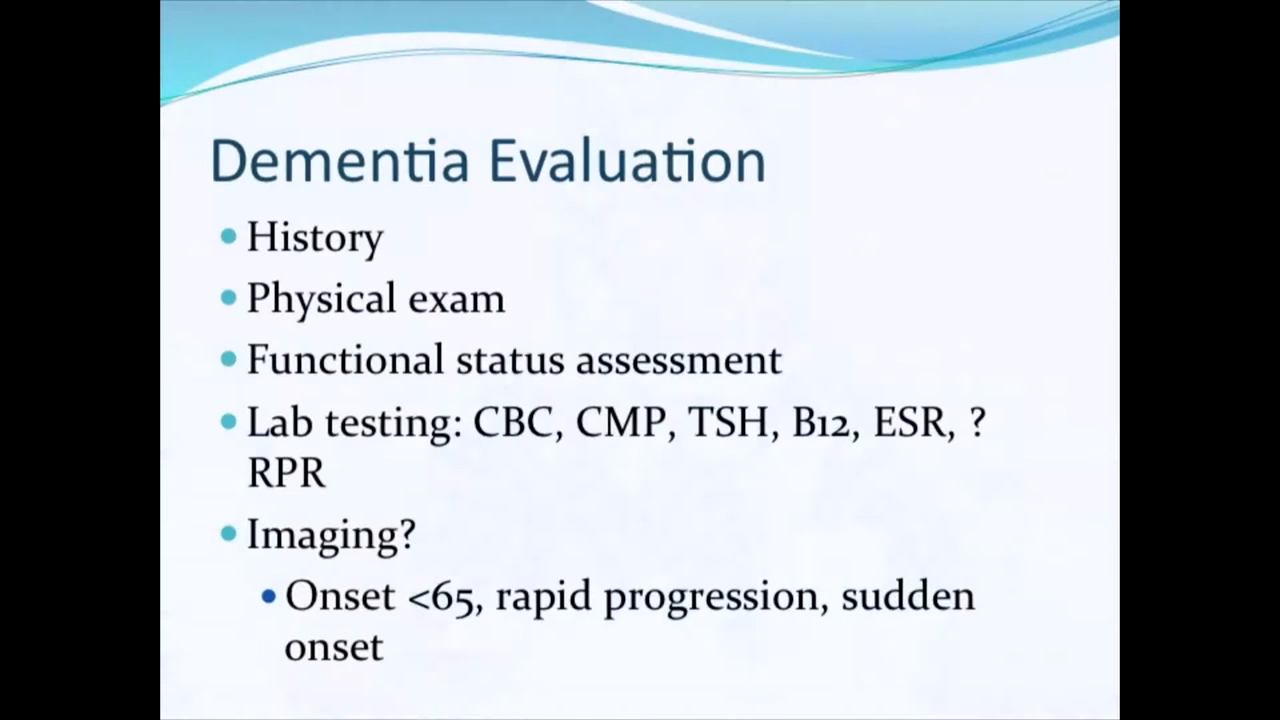 Dementia Evaluation
• History
• Physical exam
• Functional status assessment
• Lab testing: CBC, CMP, TSH, B12, ESR, ?
RPR
• Imaging?
• Onset <65, rapid progression, sudden
onset